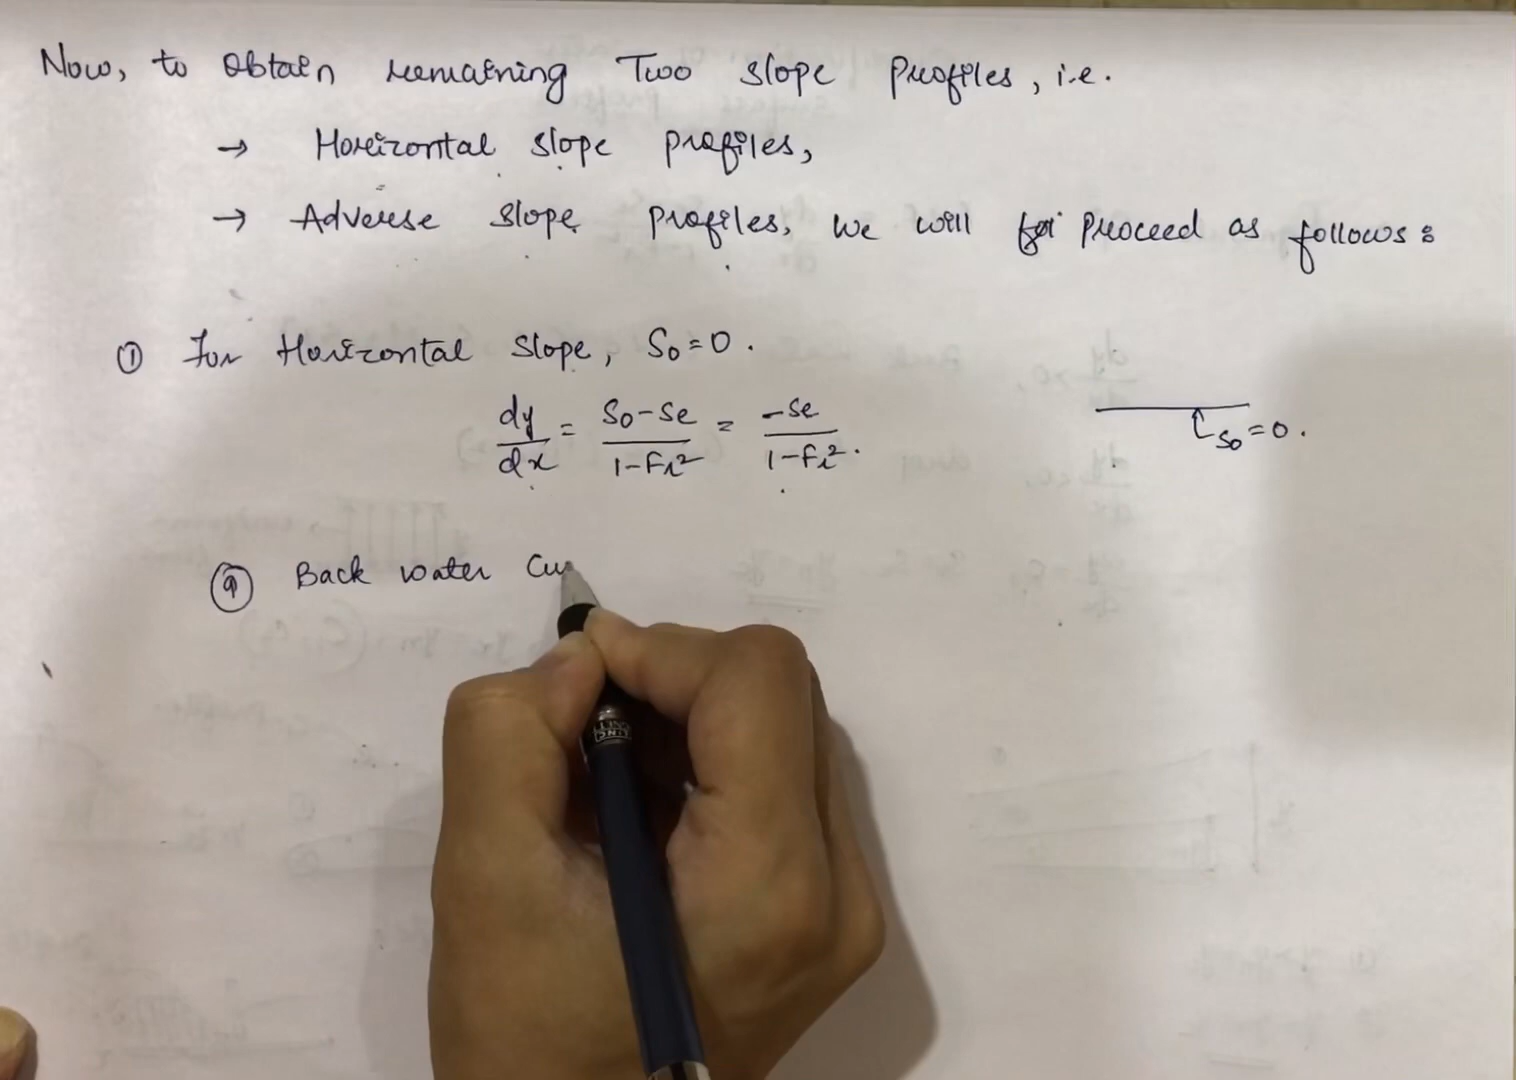 Now, to obtain remaining Two slope profiles, i.e.
→ Horizontal slope profiles,
→ Adverse slope profiles, we will proceed as follows:
① For Horizontal slope, S₀=0.
dy/dx = (S₀-Se)/(1-Fr²) = -Se/(1-Fr²).
S₀=0.
ⓐ Back water Cu